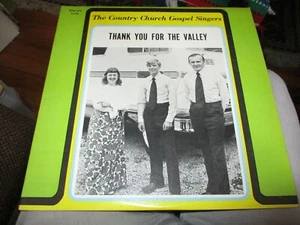 The Country Church Gospel Singers
THANK YOU FOR THE VALLEY